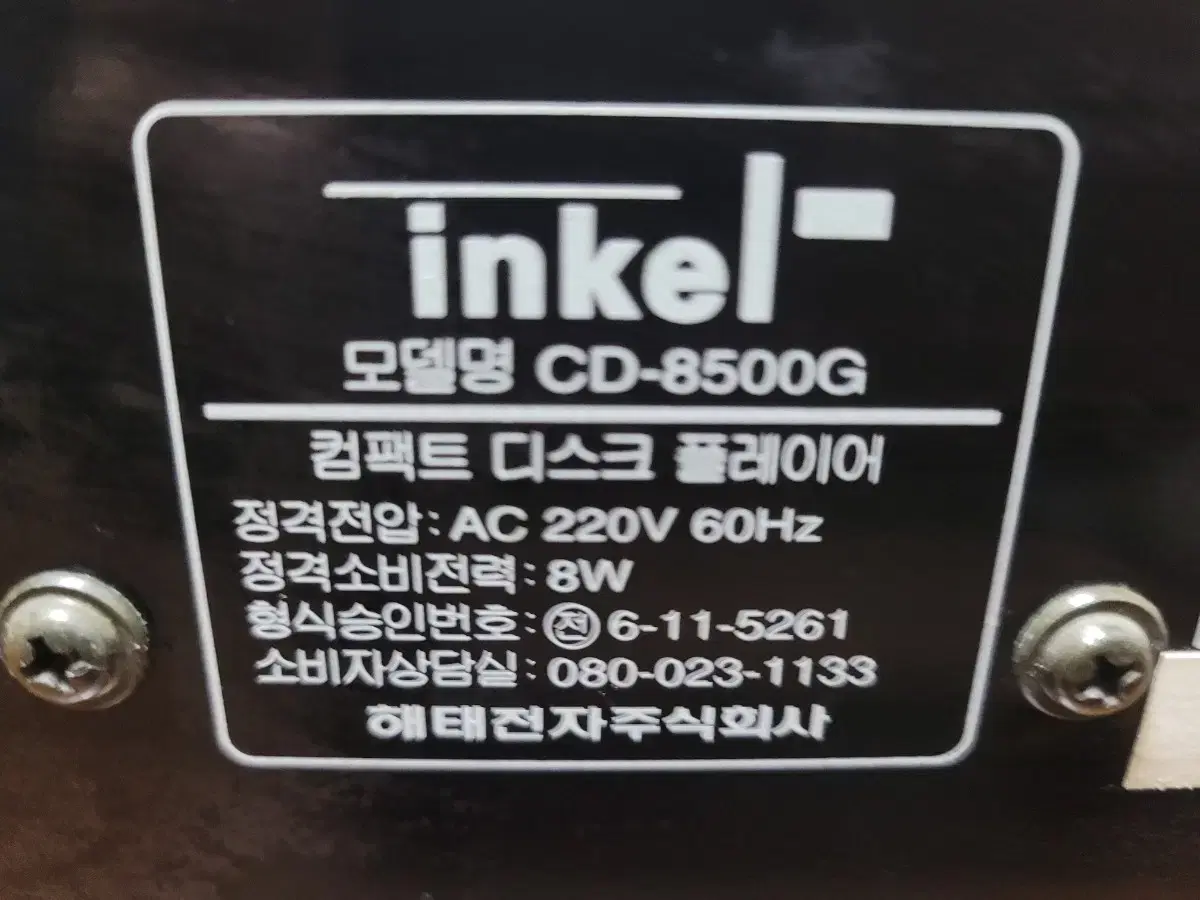 inkel
모델명 CD-8500G
컴팩트 디스크 플레이어
정격전압: AC 220V 60Hz
정격소비전력: 8W
형식승인번호: ㊞6-11-5261
소비자상담실: 080-023-1133
해태전자주식회사